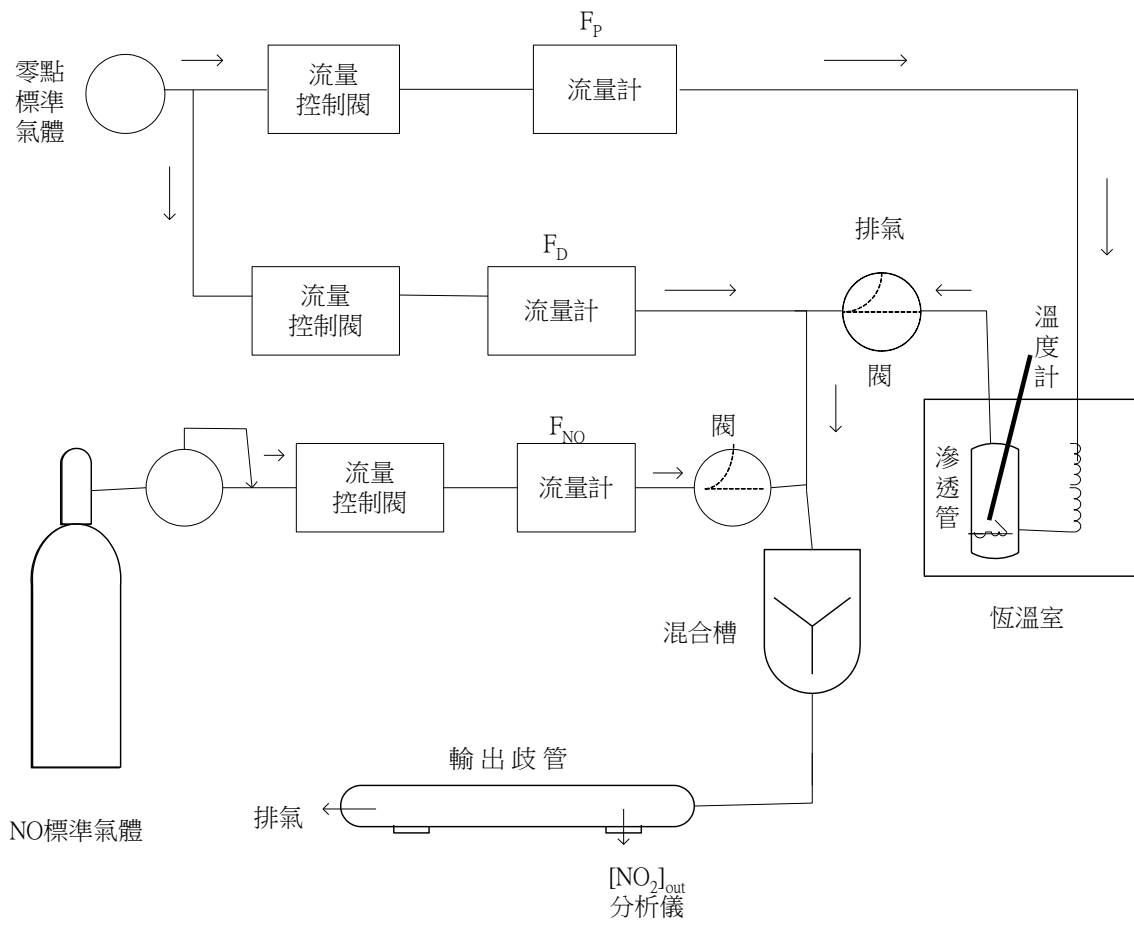 F_P
零點
標準
氣體
流量
控制閥
流量計
F_D
排氣
流量
控制閥
流量計
溫度計
閥
F_NO
閥
流量
控制閥
流量計
滲透管
混合槽
恆溫室
輸出歧管
排氣
NO標準氣體
[NO₂]out
分析儀